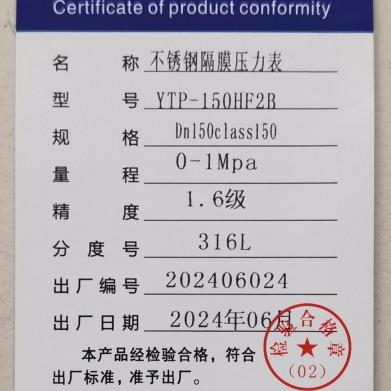 Certificate of product conformity
名 称 不锈钢隔膜压力表
型 号 YTP-150HF2B
规 格 Dn150class150
量 程 0-1Mpa
精 度 1.6级
分 度 号 316L
出 厂 编 号 202406024
出 厂 日 期 2024年06月
本产品经检验合格，符合
出厂标准，准予出厂。
检验合格章
(02)